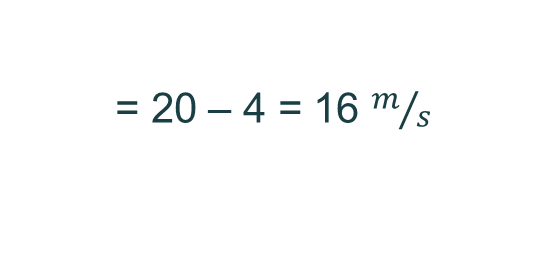 = 20 – 4 = 16 m/s